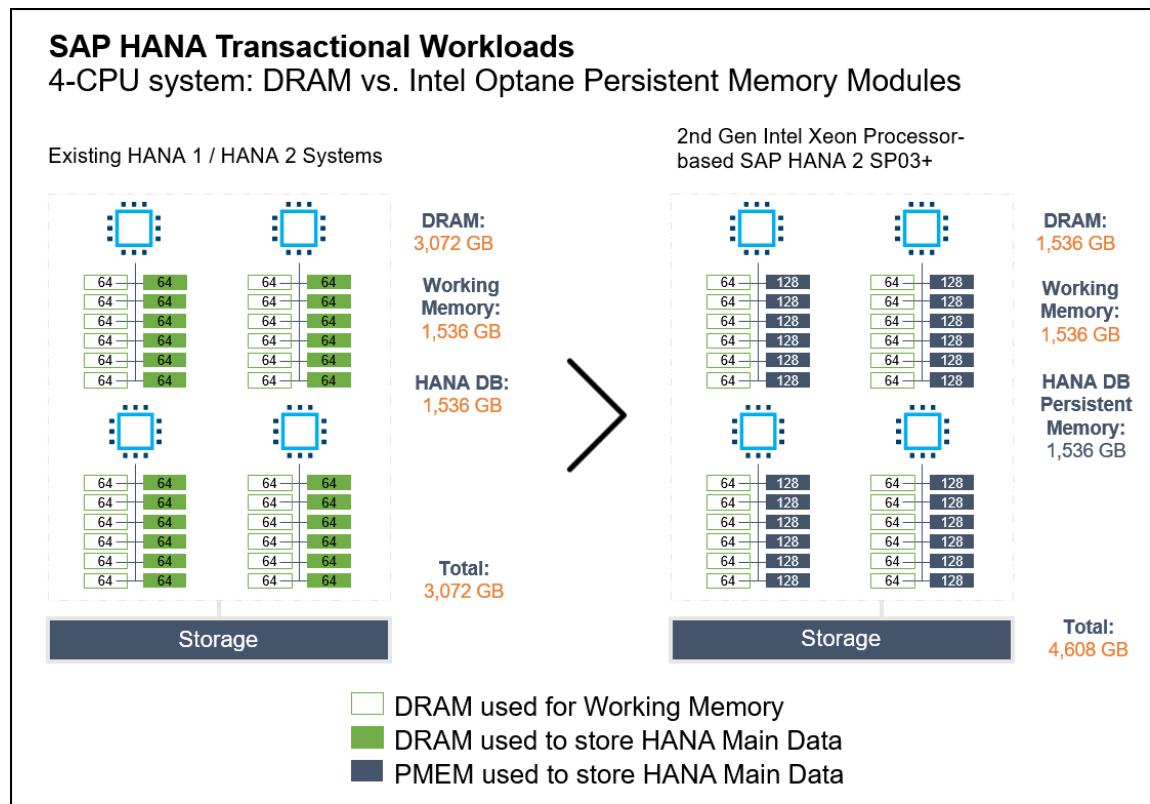 SAP HANA Transactional Workloads
4-CPU system: DRAM vs. Intel Optane Persistent Memory Modules
Existing HANA 1 / HANA 2 Systems
64 64 64 64
64 64 64 64
64 64 64 64
64 64 64 64
64 64 64 64
64 64 64 64
64 64 64 64
64 64 64 64
64 64 64 64
64 64 64 64
64 64 64 64
64 64 64 64
DRAM:
3,072 GB
Working
Memory:
1,536 GB
HANA DB:
1,536 GB
Total:
3,072 GB
Storage
2nd Gen Intel Xeon Processor-
based SAP HANA 2 SP03+
64 128 64 128
64 128 64 128
64 128 64 128
64 128 64 128
64 128 64 128
64 128 64 128
64 128 64 128
64 128 64 128
64 128 64 128
64 128 64 128
64 128 64 128
64 128 64 128
DRAM:
1,536 GB
Working
Memory:
1,536 GB
HANA DB
Persistent
Memory:
1,536 GB
Total:
4,608 GB
Storage
DRAM used for Working Memory
DRAM used to store HANA Main Data
PMEM used to store HANA Main Data